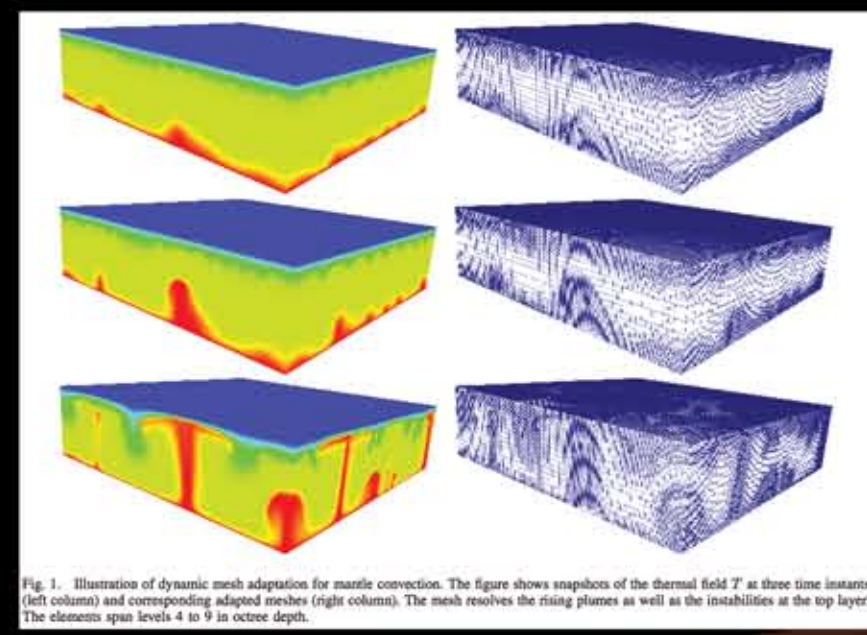 Fig. 1. Illustration of dynamic mesh adaptation for mantle convection. The figure shows snapshots of the thermal field T at three time instants
(left column) and corresponding adapted meshes (right column). The mesh resolves the rising plumes as well as the instabilities at the top layer
The elements span levels 4 to 9 in octree depth.